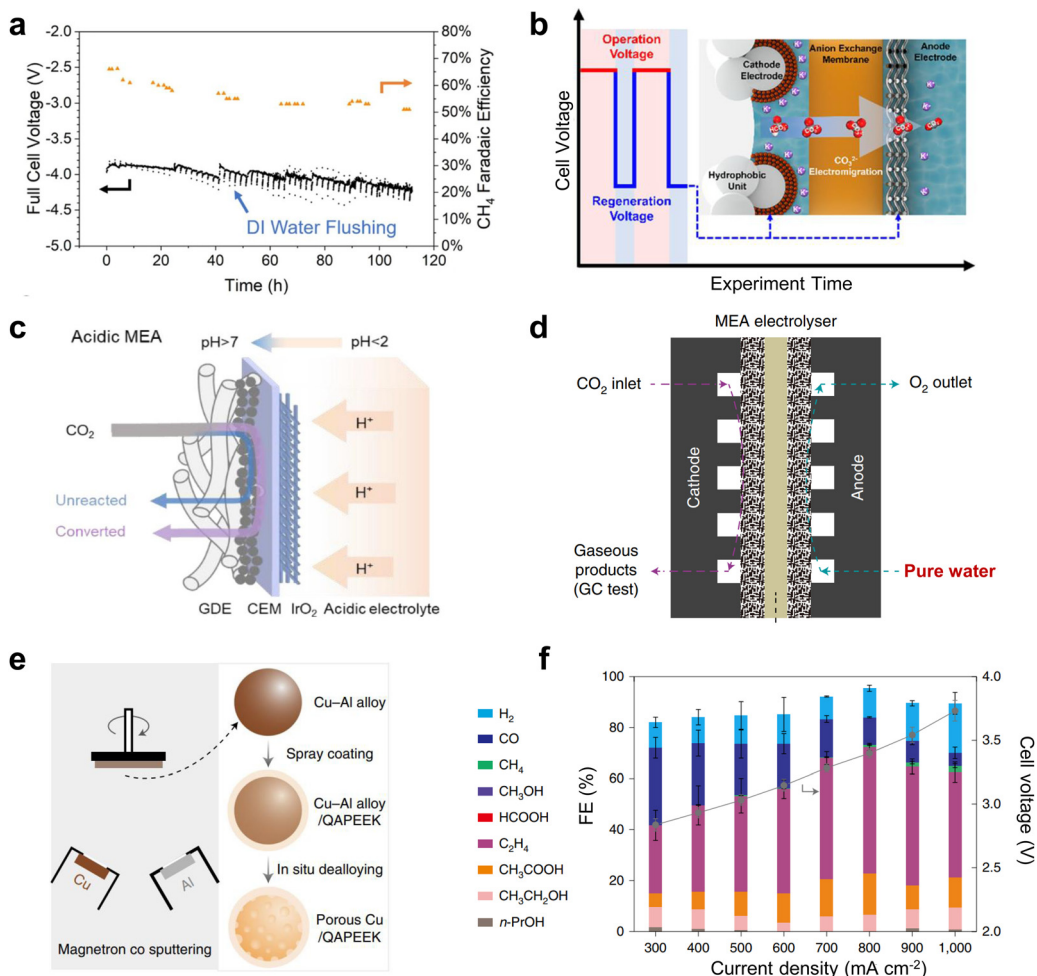 a
-2.0
-2.5
-3.0
-3.5
-4.0
-4.5
-5.0
Full Cell Voltage (V)
80%
70%
60%
50%
40%
30%
20%
10%
0%
CH4 Faradaic Efficiency
DI Water Flushing
0 20 40 60 80 100 120
Time (h)
b
Cell Voltage
Operation
Voltage
Regeneration
Voltage
Cathode
Electrode
Anion Exchange
Membrane
Anode
Electrode
Hydrophobic
Unit
CO3 2-
Electromigration
Experiment Time
c
Acidic MEA
pH>7
pH<2
CO2
Unreacted
Converted
H+
H+
H+
GDE CEM IrO2 Acidic electrolyte
d
MEA electrolyser
CO2 inlet
O2 outlet
Cathode
Anode
Gaseous
products
(GC test)
Pure water
e
Cu–Al alloy
Spray coating
Cu–Al alloy
/QAPEEK
In situ dealloying
Porous Cu
/QAPEEK
Cu
Al
Magnetron co sputtering
f
H2
CO
CH4
CH3OH
HCOOH
C2H4
CH3COOH
CH3CH2OH
n-PrOH
100
80
60
40
20
0
FE (%)
4.0
3.5
3.0
2.5
2.0
Cell voltage (V)
300 400 500 600 700 800 900 1,000
Current density (mA cm-2)